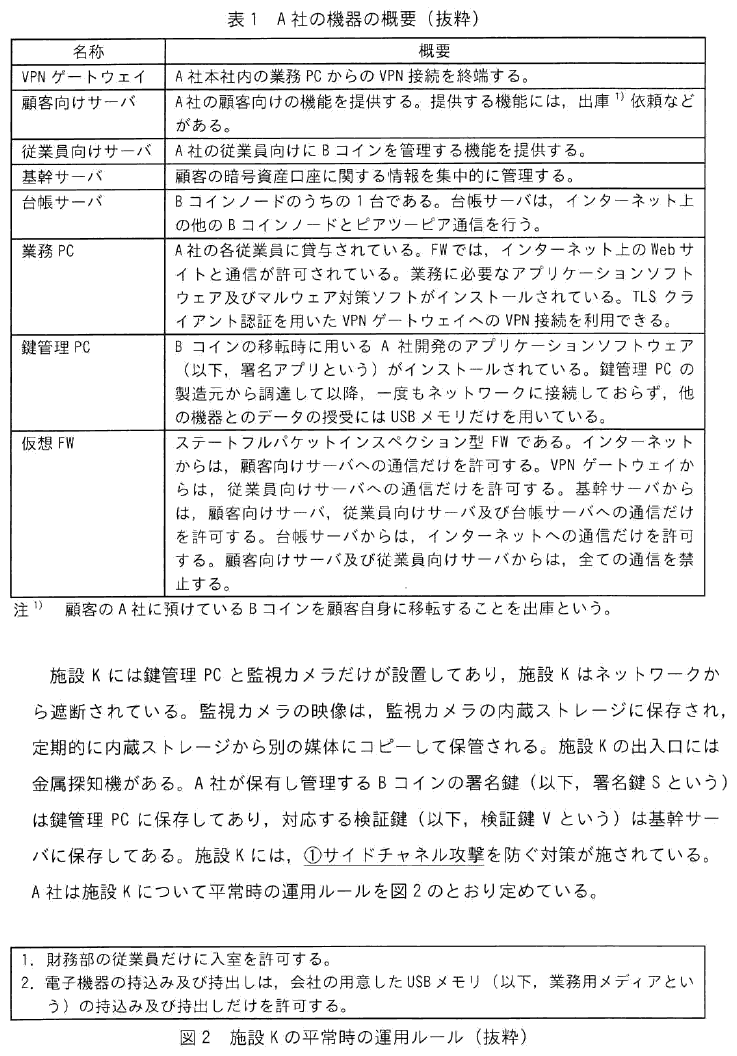 表1 A社の機器の概要（抜粋）
名称 概要
VPN ゲートウェイ A社本社内の業務PCからのVPN接続を終端する。
顧客向けサーバ A社の顧客向けの機能を提供する。提供する機能には，出庫1)依頼など
がある。
従業員向けサーバ A社の従業員向けにBコインを管理する機能を提供する。
基幹サーバ 顧客の暗号資産口座に関する情報を集中的に管理する。
台帳サーバ Bコインノードのうちの1台である。台帳サーバは，インターネット上
の他のBコインノードとピアツーピア通信を行う。
業務PC A社の各従業員に貸与されている。FWでは，インターネット上のWebサ
イトと通信が許可されている。業務に必要なアプリケーションソフト
ウェア及びマルウェア対策ソフトがインストールされている。TLS クラ
イアント認証を用いたVPNゲートウェイへのVPN接続を利用できる。
鍵管理PC B コインの移転時に用いる A 社開発のアプリケーションソフトウェア
（以下，署名アプリという）がインストールされている。鍵管理 PC の
製造元から調達して以降，一度もネットワークに接続しておらず，他
の機器とのデータの授受にはUSBメモリだけを用いている。
仮想FW ステートフルパケットインスペクション型 FW である。インターネット
からは，顧客向けサーバへの通信だけを許可する。VPN ゲートウェイか
らは，従業員向けサーバへの通信だけを許可する。基幹サーバから
は，顧客向けサーバ，従業員向けサーバ及び台帳サーバへの通信だけ
を許可する。台帳サーバからは，インターネットへの通信だけを許可
する。顧客向けサーバ及び従業員向けサーバからは，全ての通信を禁
止する。
注1) 顧客のA社に預けているBコインを顧客自身に移転することを出庫という。
施設 K には鍵管理 PC と監視カメラだけが設置してあり，施設 K はネットワークか
ら遮断されている。監視カメラの映像は，監視カメラの内蔵ストレージに保存され，
定期的に内蔵ストレージから別の媒体にコピーして保管される。施設Kの出入口には
金属探知機がある。A社が保有し管理するBコインの署名鍵（以下，署名鍵Sという）
は鍵管理 PC に保存してあり，対応する検証鍵（以下，検証鍵 V という）は基幹サー
バに保存してある。施設Kには，①サイドチャネル攻撃を防ぐ対策が施されている。
A社は施設Kについて平常時の運用ルールを図2のとおり定めている。
1. 財務部の従業員だけに入室を許可する。
2. 電子機器の持込み及び持出しは，会社の用意したUSBメモリ（以下，業務用メディアとい
う）の持込み及び持出しだけを許可する。
図2 施設Kの平常時の運用ルール（抜粋）